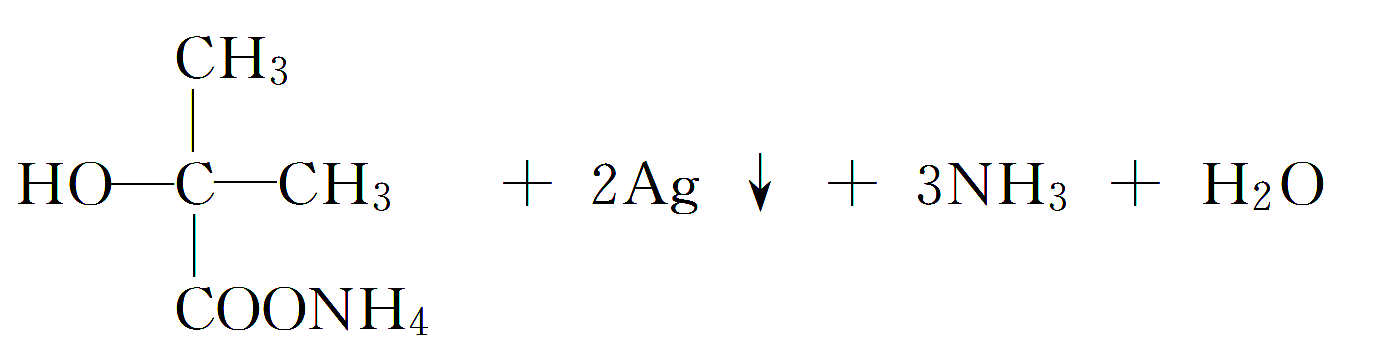 CH₃
HO—C—CH₃ + 2Ag ↓ + 3NH₃ + H₂O
COONH₄